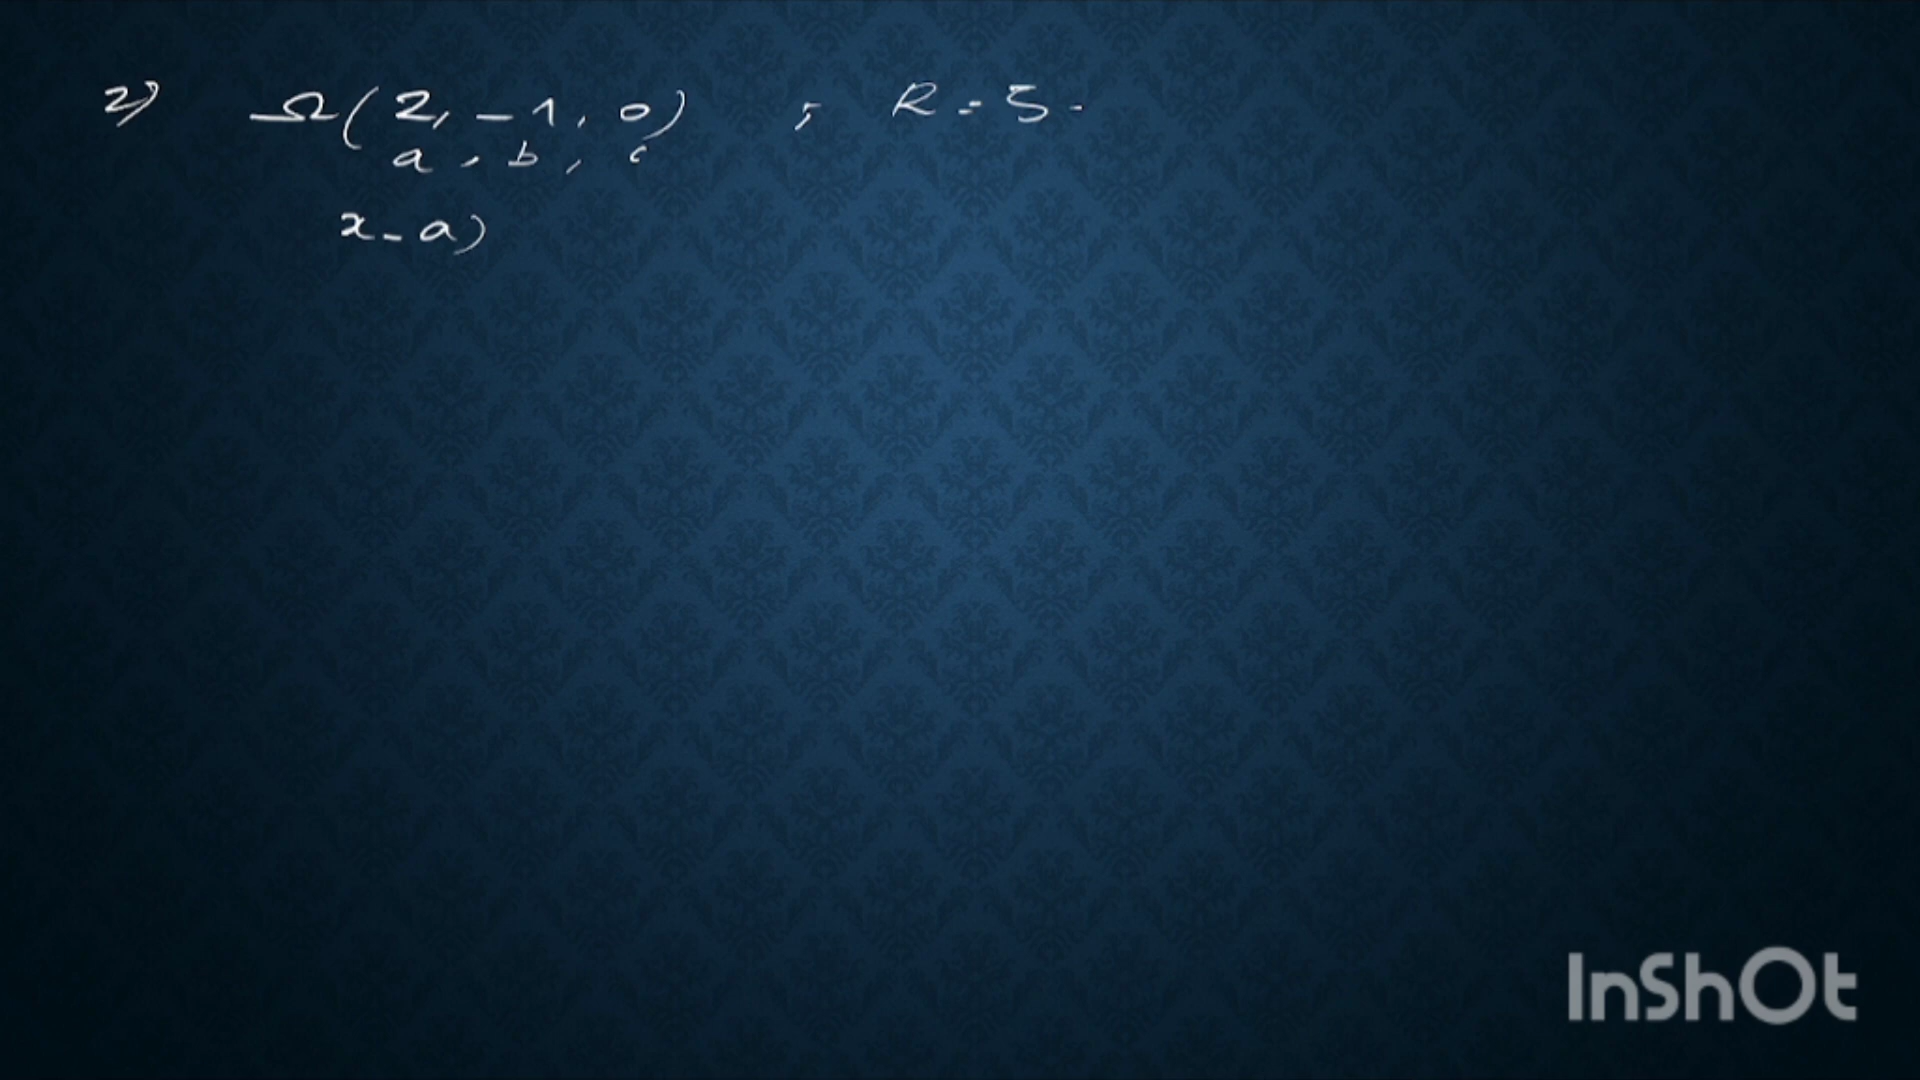 2) Ω(2, -1, 0) ; R = 5.
a, b, c
x - a)
InShOt